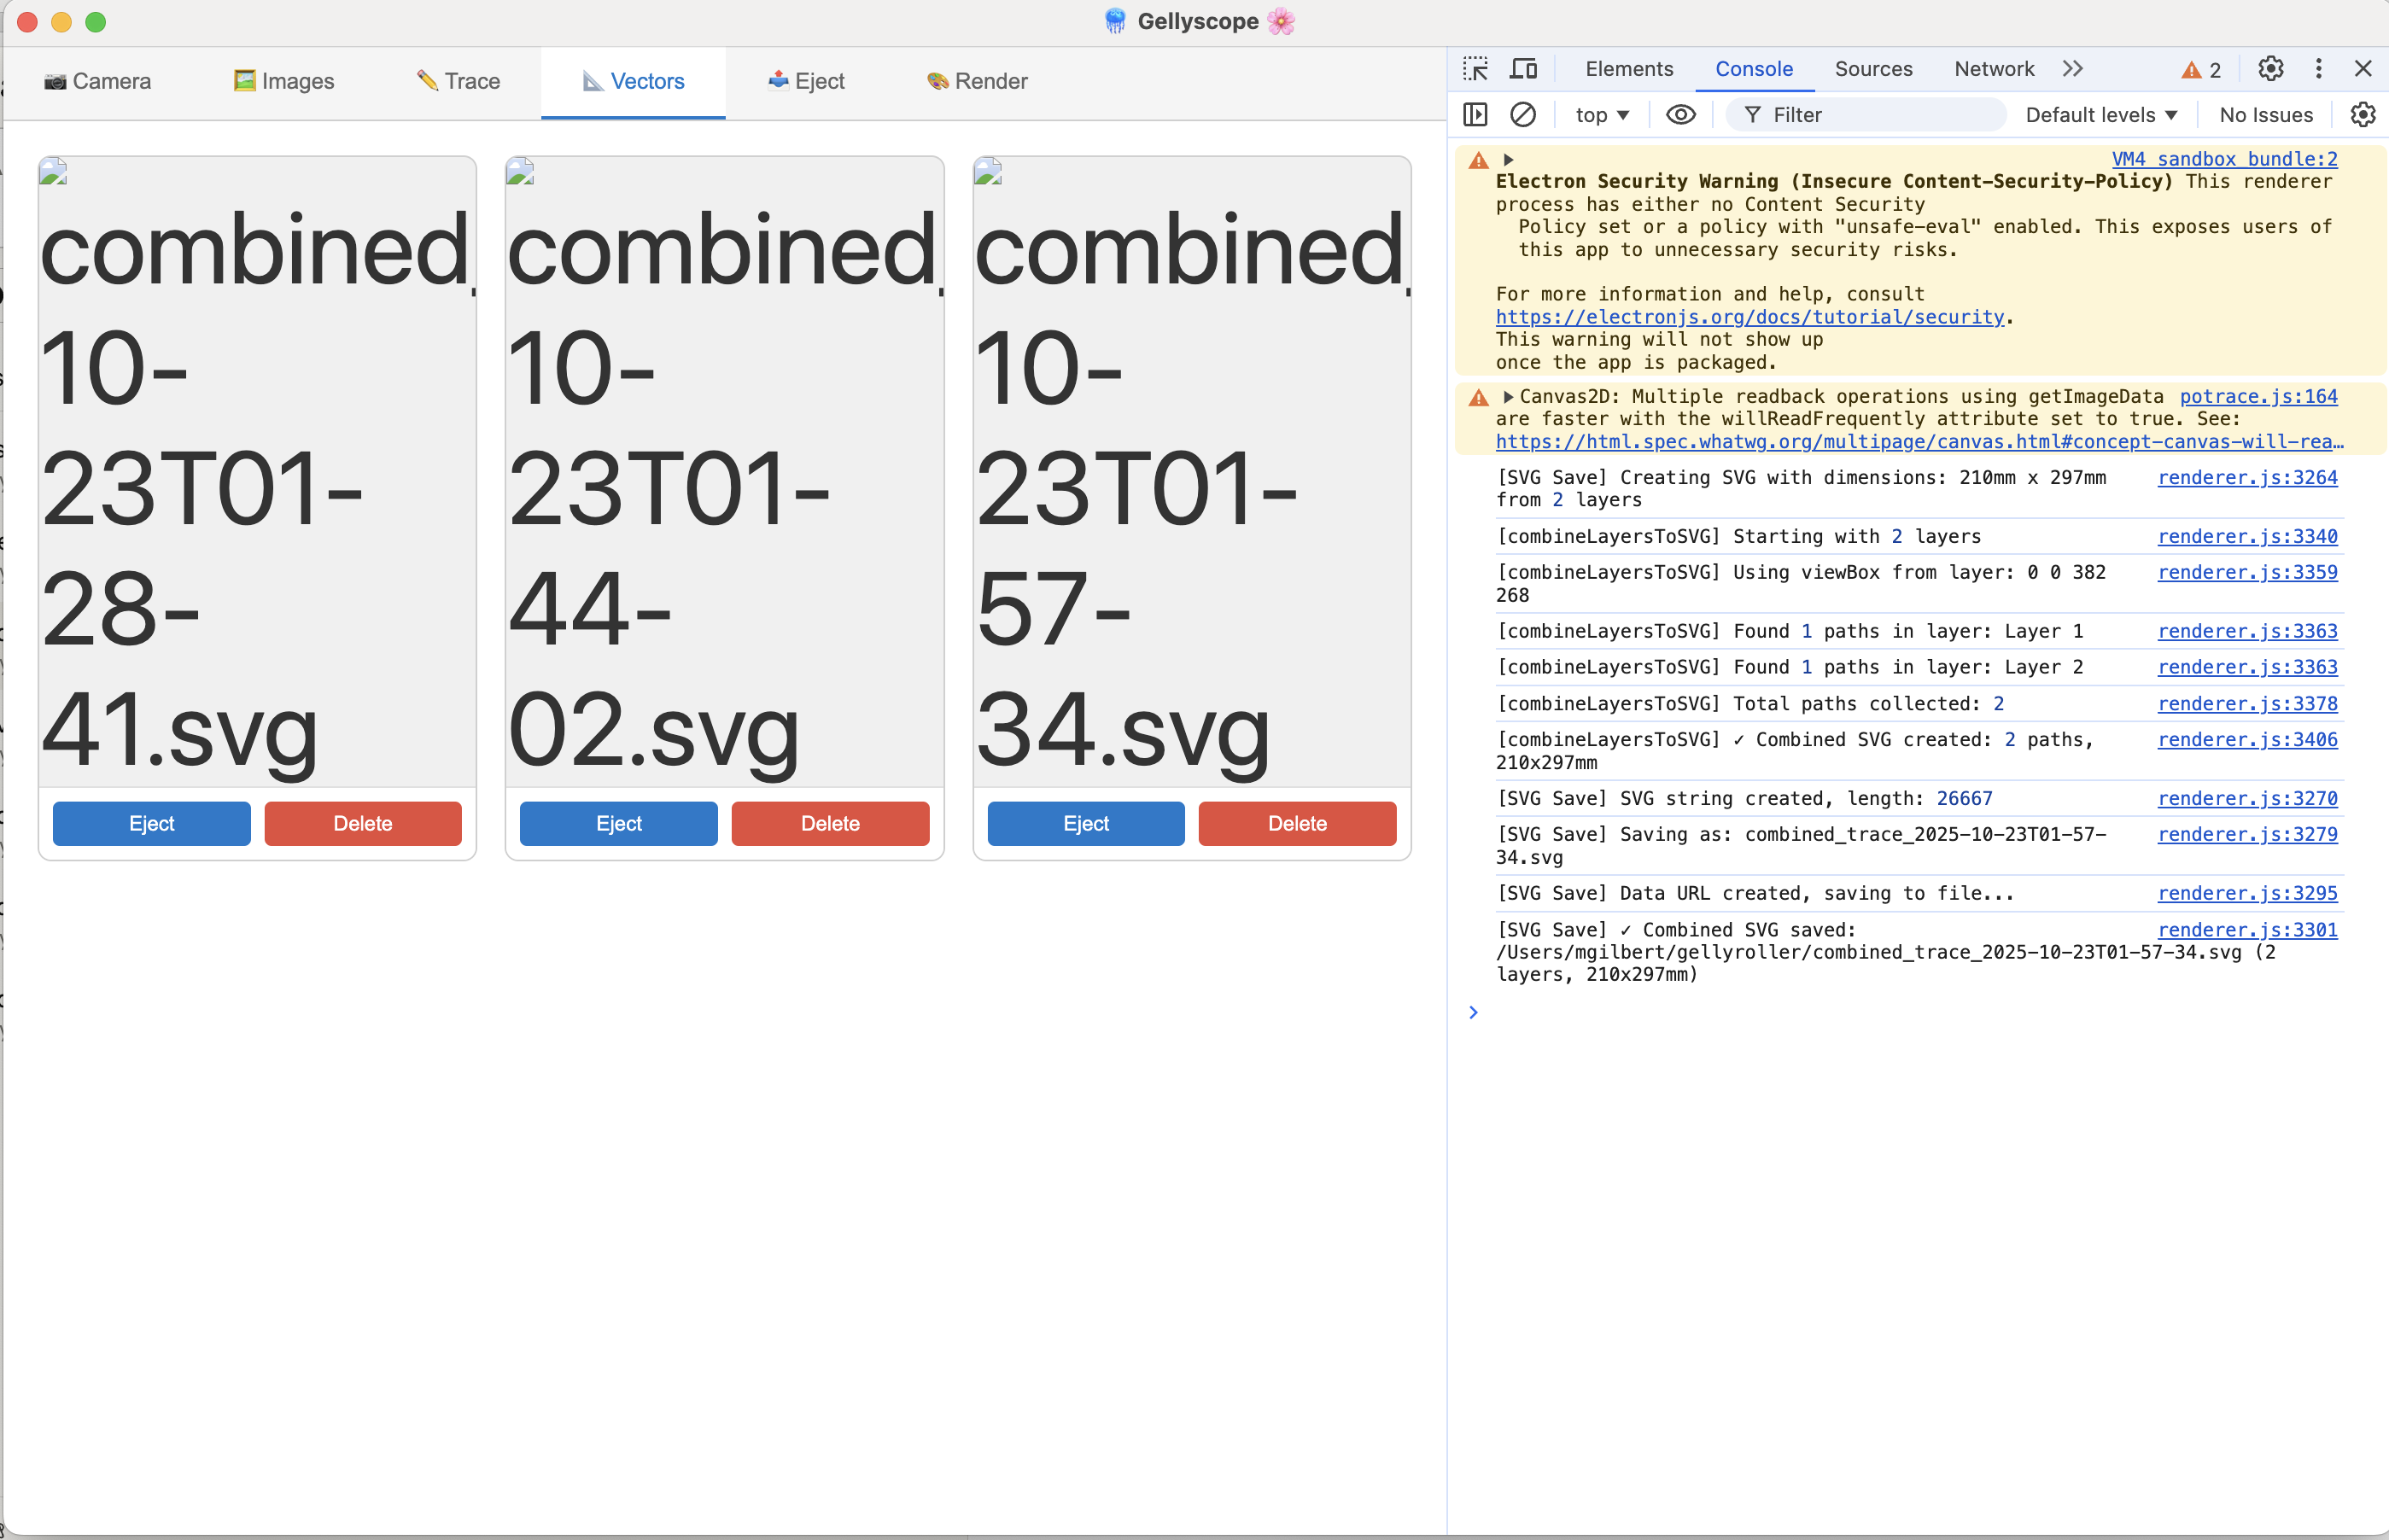 Gellyscope
Camera
Images
Trace
Vectors
Eject
Render
combined_
10-
23T01-
28-
41.svg
Eject
Delete
combined_
10-
23T01-
44-
02.svg
Eject
Delete
combined_
10-
23T01-
57-
34.svg
Eject
Delete
Elements
Console
Sources
Network
2
top
Filter
Default levels
No Issues
VM4 sandbox bundle:2
Electron Security Warning (Insecure Content-Security-Policy) This renderer
process has either no Content Security
Policy set or a policy with "unsafe-eval" enabled. This exposes users of
this app to unnecessary security risks.
For more information and help, consult
https://electronjs.org/docs/tutorial/security.
This warning will not show up
once the app is packaged.
Canvas2D: Multiple readback operations using getImageData potrace.js:164
are faster with the willReadFrequently attribute set to true. See:
https://html.spec.whatwg.org/multipage/canvas.html#concept-canvas-will-rea…
[SVG Save] Creating SVG with dimensions: 210mm x 297mm renderer.js:3264
from 2 layers
[combineLayersToSVG] Starting with 2 layers renderer.js:3340
[combineLayersToSVG] Using viewBox from layer: 0 0 382 renderer.js:3359
268
[combineLayersToSVG] Found 1 paths in layer: Layer 1 renderer.js:3363
[combineLayersToSVG] Found 1 paths in layer: Layer 2 renderer.js:3363
[combineLayersToSVG] Total paths collected: 2 renderer.js:3378
[combineLayersToSVG] ✓ Combined SVG created: 2 paths, renderer.js:3406
210x297mm
[SVG Save] SVG string created, length: 26667 renderer.js:3270
[SVG Save] Saving as: combined_trace_2025-10-23T01-57- renderer.js:3279
34.svg
[SVG Save] Data URL created, saving to file... renderer.js:3295
[SVG Save] ✓ Combined SVG saved: renderer.js:3301
/Users/mgilbert/gellyroller/combined_trace_2025-10-23T01-57-34.svg (2
layers, 210x297mm)